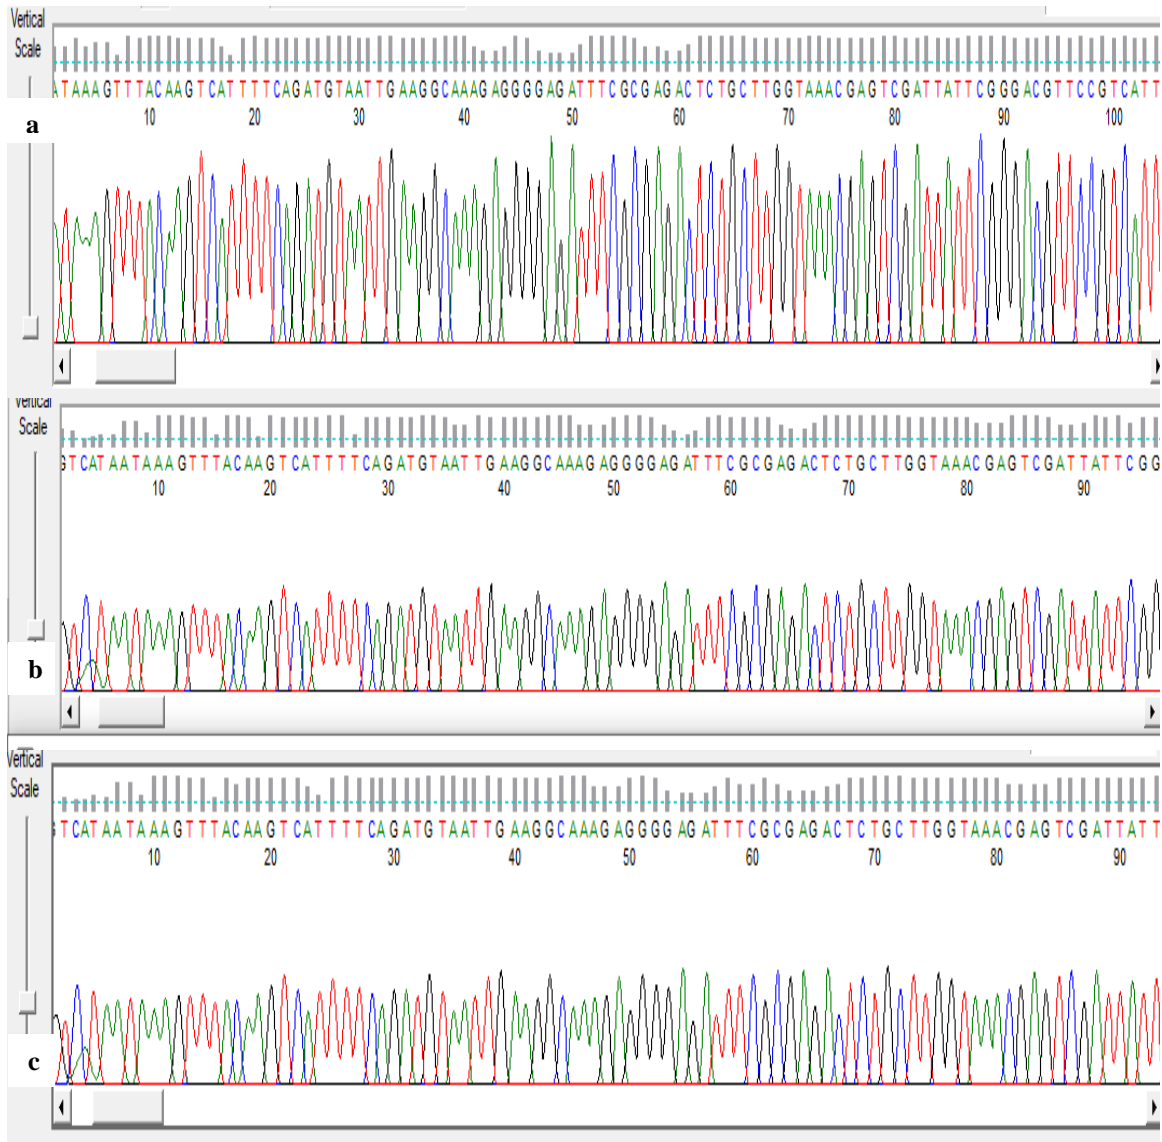 Vertical
Scale
ATAAAGTTTACAAGTCATTTTCAGATGTAATTGAAGGCAAAGAGGGGAGATTTCGCGAGACTCTGCTTGGTAAACGAGTCGATTATTCGGGACGTTCCGTCATT
10 20 30 40 50 60 70 80 90 100
a
Vertical
Scale
GTCATAATAAAGTTTACAAGTCATTTTCAGATGTAATTGAAGGCAAAGAGGGGAGATTTCGCGAGACTCTGCTTGGTAAACGAGTCGATTATTCGG
10 20 30 40 50 60 70 80 90
b
Vertical
Scale
TCATAATAAAGTTTACAAGTCATTTTCAGATGTAATTGAAGGCAAAGAGGGGAGATTTCGCGAGACTCTGCTTGGTAAACGAGTCGATTATT
10 20 30 40 50 60 70 80 90
c